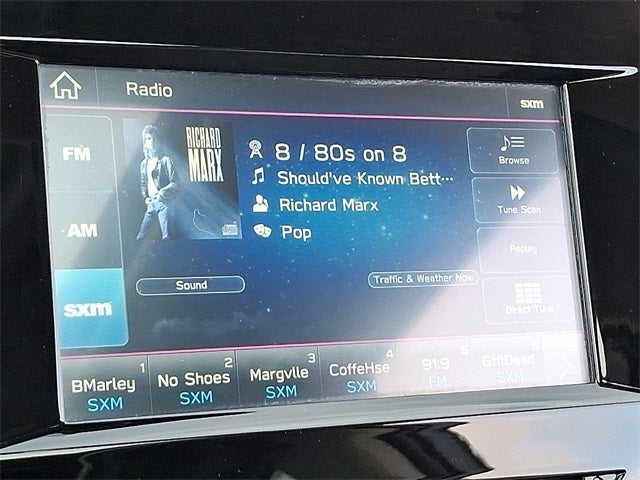 Radio
sxm
FM
AM
sxm
RICHARD
MARX
8 / 80s on 8
Should've Known Bett...
Richard Marx
Pop
Browse
Tune Scan
Replay
Direct Tune
Sound
Traffic & Weather Now
1
BMarley
SXM
2
No Shoes
SXM
3
Margvlle
SXM
4
CoffeHse
SXM
5
91.9
FM
GtflDead
SXM